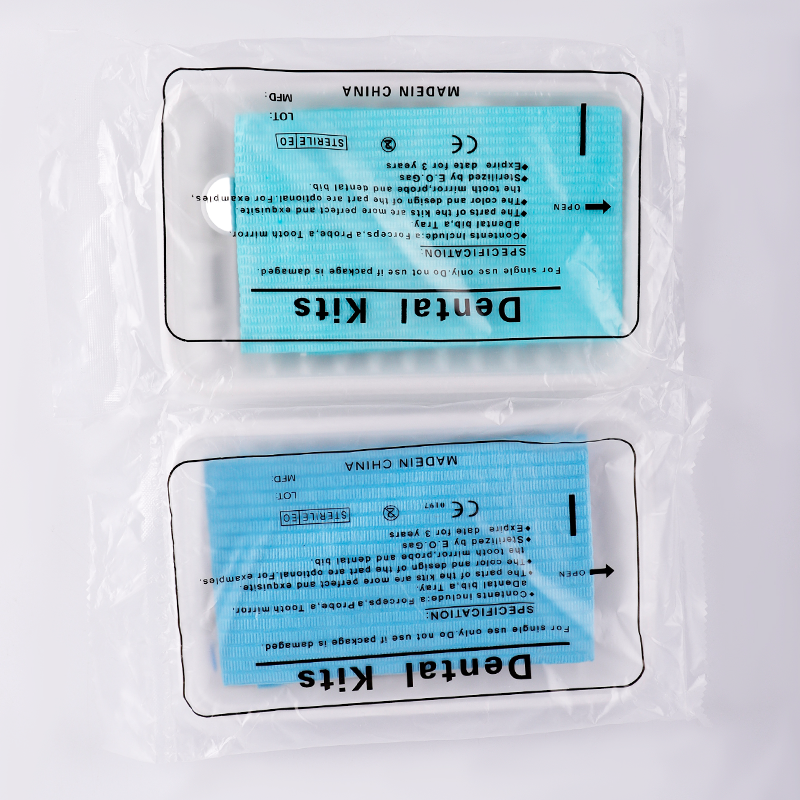 Dental Kits
For single use only.Do not use if package is damaged.
SPECIFICATION:
◆Contents include:a Forceps,a Probe,a Tooth mirror,
aDental bib,a Tray.
◆The parts of the kits are more perfect and exquisite.
◆The color and design of the part are optional.For examples,
the tooth mirror,probe and dental bib.
◆Sterilized by E.O.Gas
◆Expire date for 3 years
OPEN
CE
2
STERILE EO
LOT:
MFD:
MADEIN CHINA
Dental Kits
For single use only.Do not use if package is damaged.
SPECIFICATION:
◆Contents include:a Forceps,a Probe,a Tooth mirror,
aDental bib,a Tray.
◆The parts of the kits are more perfect and exquisite.
◆The color and design of the part are optional.For examples,
the tooth mirror,probe and dental bib.
◆Sterilized by E.O.Gas
◆Expire date for 3 years
OPEN
CE 0197
2
STERILE EO
LOT:
MFD:
MADEIN CHINA